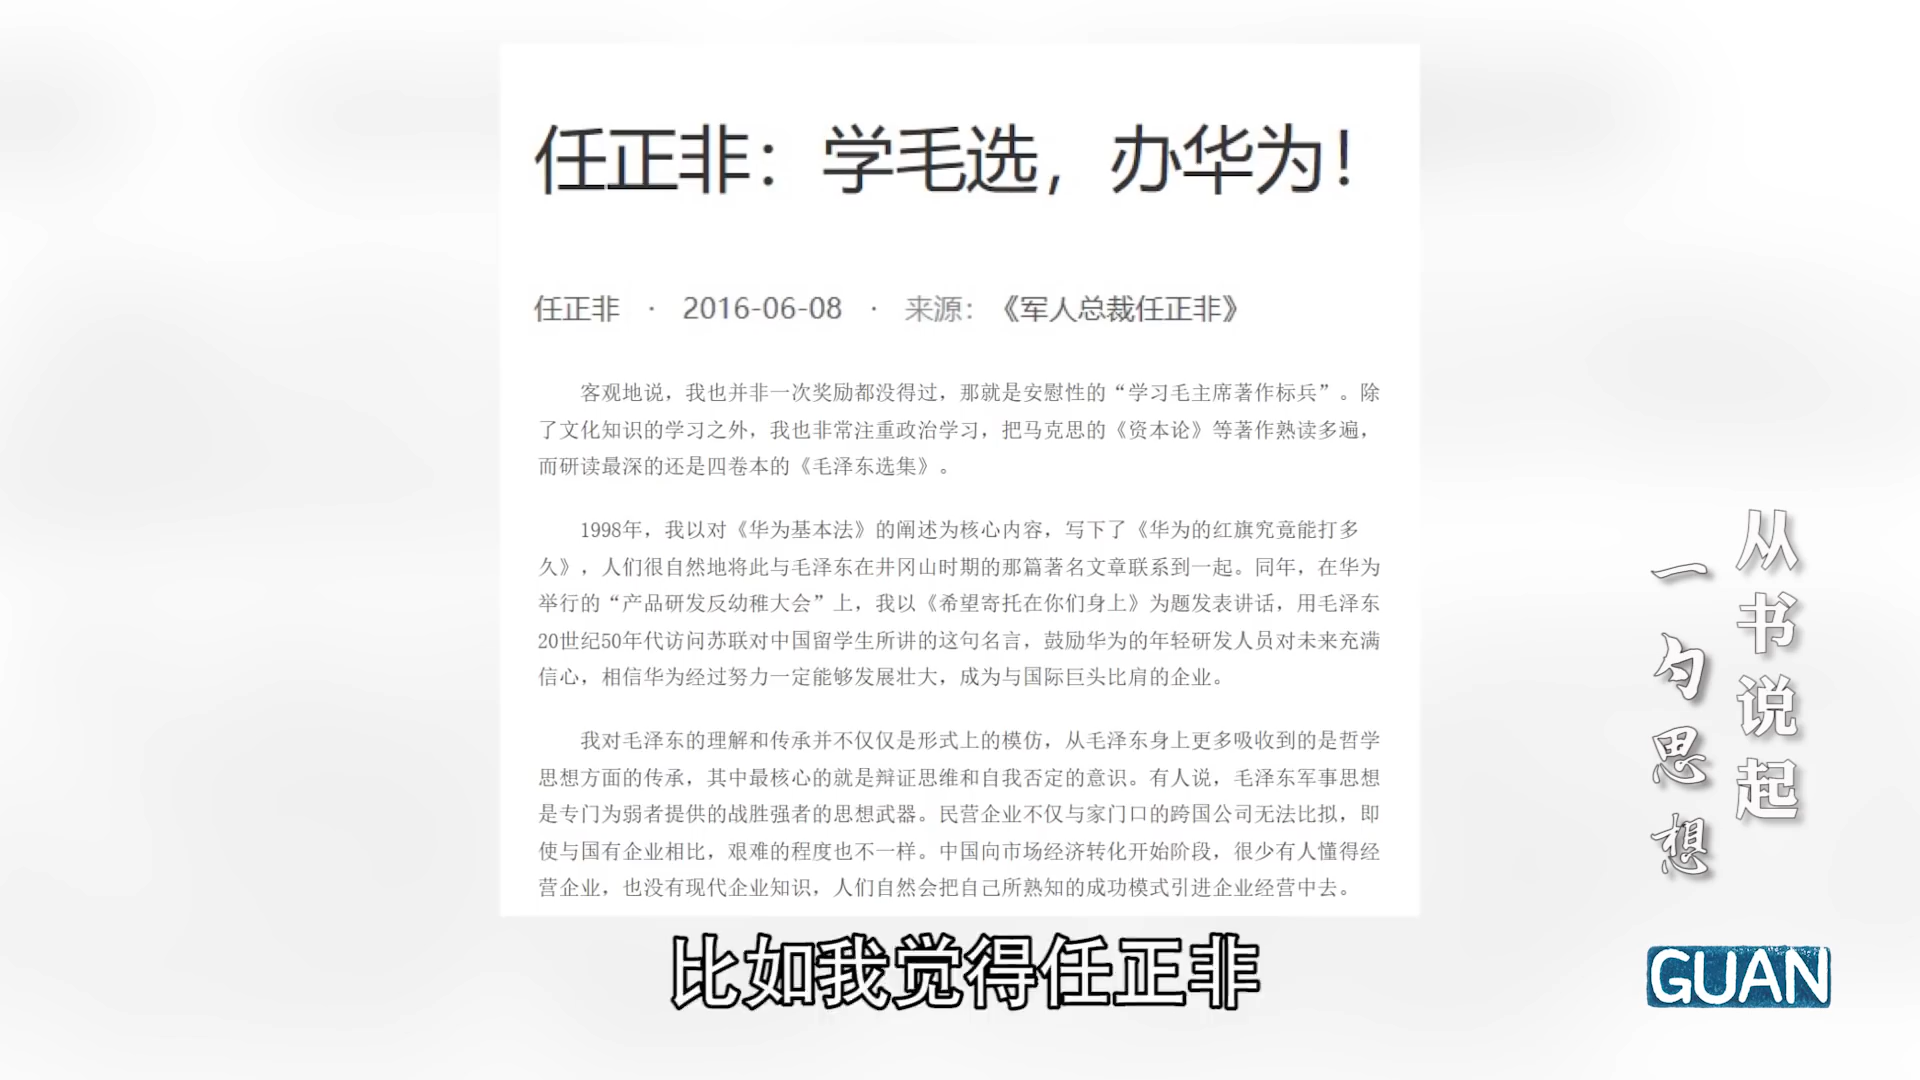 任正非：学毛选，办华为！
任正非 · 2016-06-08 · 来源：《军人总裁任正非》
客观地说，我也并非一次奖励都没得过，那就是安慰性的“学习毛主席著作标兵”。除
了文化知识的学习之外，我也非常注重政治学习，把马克思的《资本论》等著作熟读多遍，
而研读最深的还是四卷本的《毛泽东选集》。
1998年，我以对《华为基本法》的阐述为核心内容，写下了《华为的红旗究竟能打多
久》，人们很自然地将此与毛泽东在井冈山时期的那篇著名文章联系到一起。同年，在华为
举行的“产品研发反幼稚大会”上，我以《希望寄托在你们身上》为题发表讲话，用毛泽东
20世纪50年代访问苏联对中国留学生所讲的这句名言，鼓励华为的年轻研发人员对未来充满
信心，相信华为经过努力一定能够发展壮大，成为与国际巨头比肩的企业。
我对毛泽东的理解和传承并不仅仅是形式上的模仿，从毛泽东身上更多吸收到的是哲学
思想方面的传承，其中最核心的就是辩证思维和自我否定的意识。有人说，毛泽东军事思想
是专门为弱者提供的战胜强者的思想武器。民营企业不仅与家门口的跨国公司无法比拟，即
使与国有企业相比，艰难的程度也不一样。中国向市场经济转化开始阶段，很少有人懂得经
营企业，也没有现代企业知识，人们自然会把自己所熟知的成功模式引进企业经营中去。
从书说起
一勺思想
GUAN
比如我觉得任正非